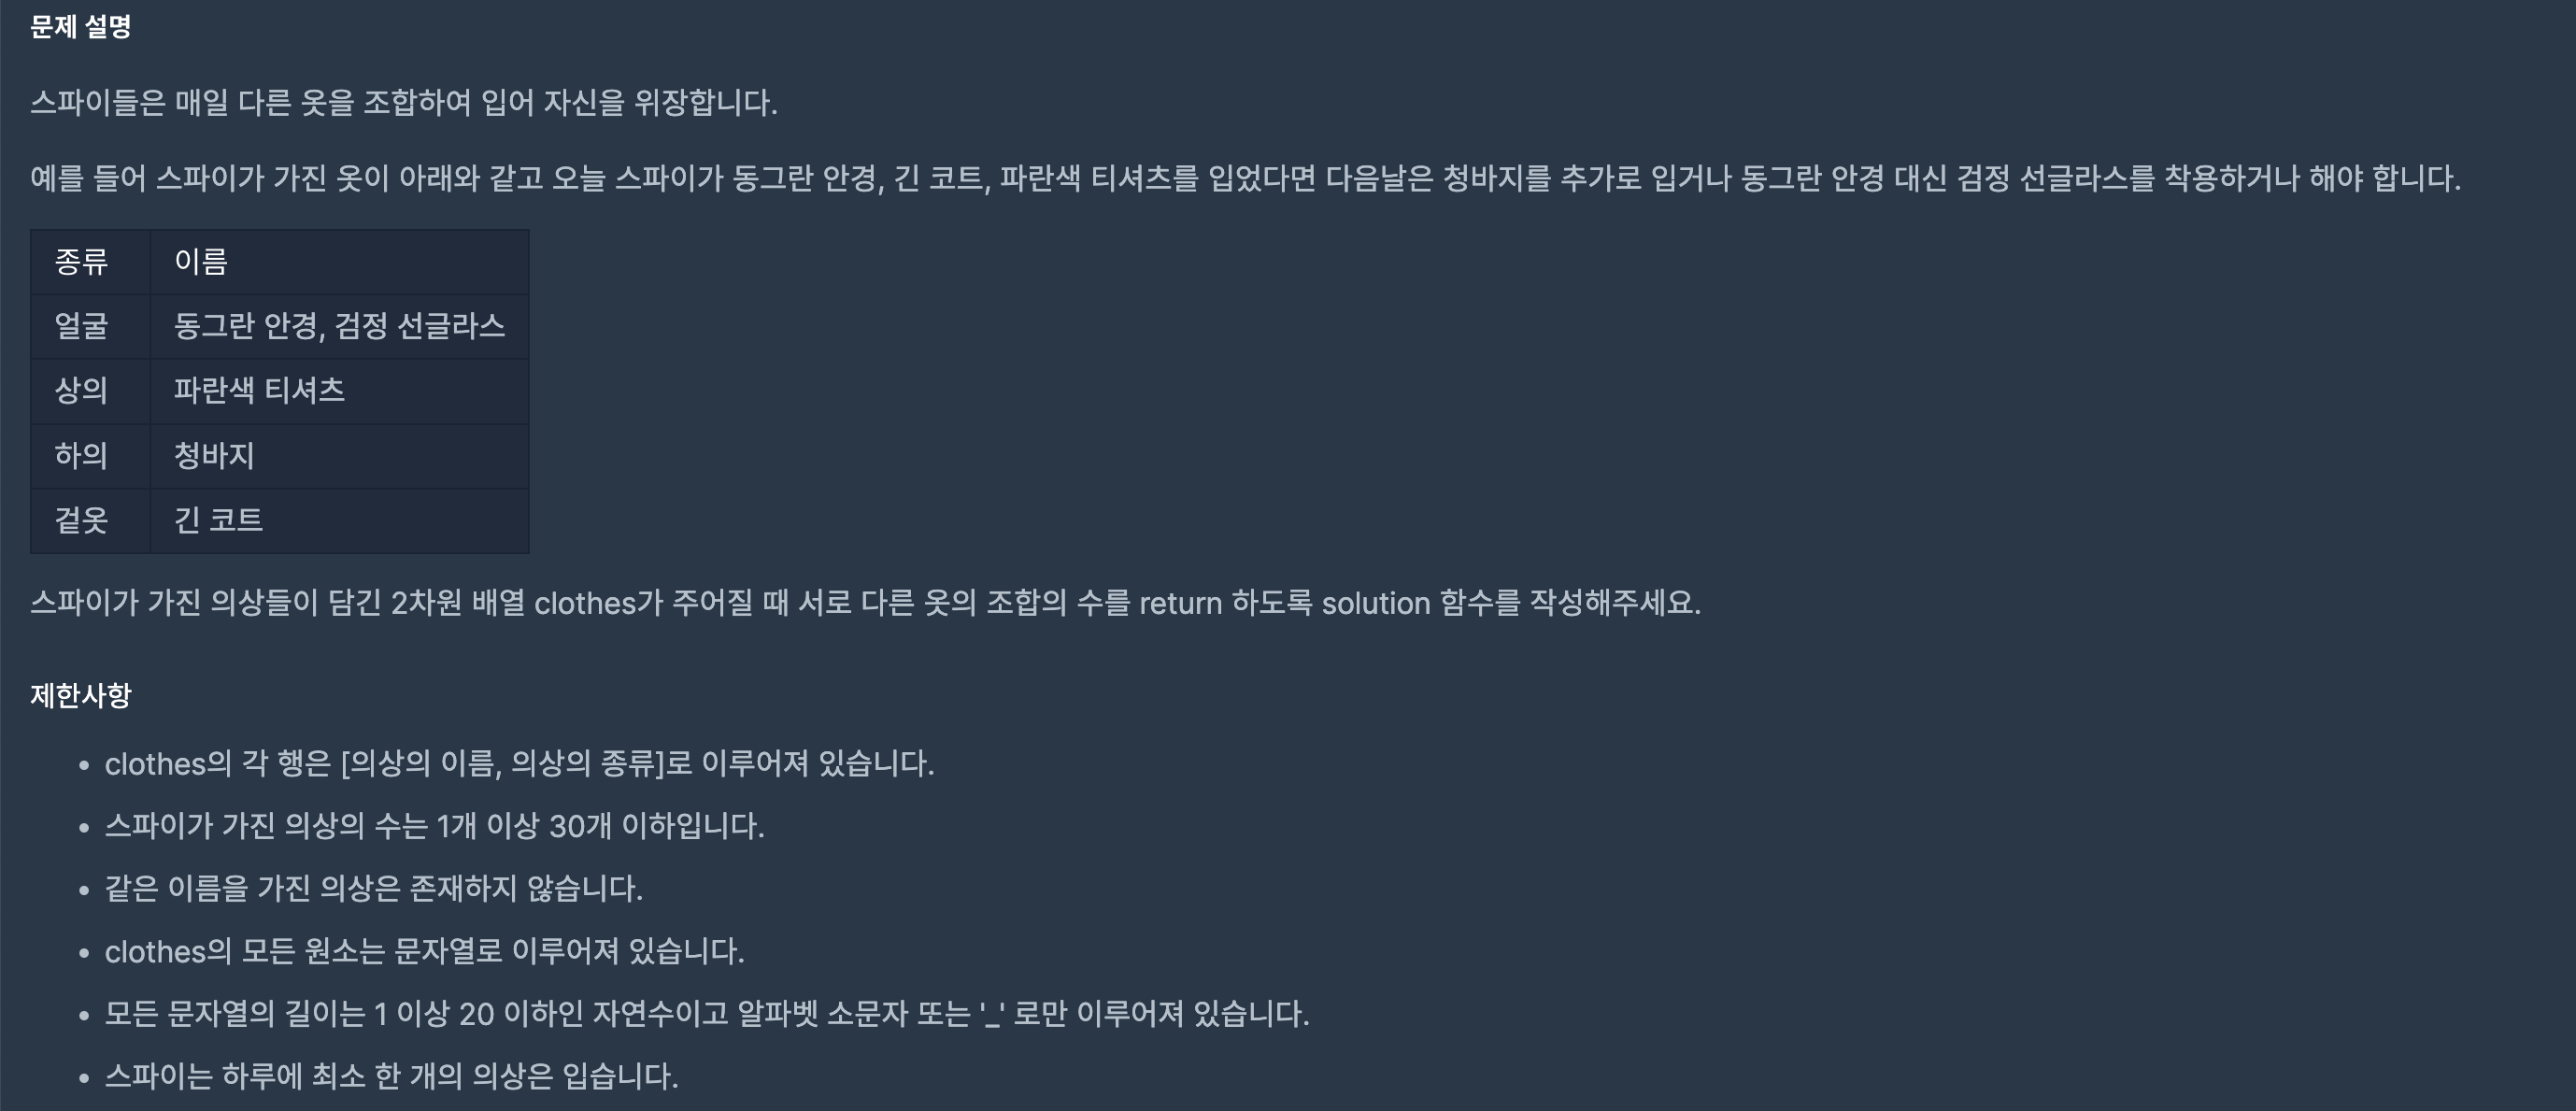 문제 설명
스파이들은 매일 다른 옷을 조합하여 입어 자신을 위장합니다.
예를 들어 스파이가 가진 옷이 아래와 같고 오늘 스파이가 동그란 안경, 긴 코트, 파란색 티셔츠를 입었다면 다음날은 청바지를 추가로 입거나 동그란 안경 대신 검정 선글라스를 착용하거나 해야 합니다.
종류 이름
얼굴 동그란 안경, 검정 선글라스
상의 파란색 티셔츠
하의 청바지
겉옷 긴 코트
스파이가 가진 의상들이 담긴 2차원 배열 clothes가 주어질 때 서로 다른 옷의 조합의 수를 return 하도록 solution 함수를 작성해주세요.
제한사항
• clothes의 각 행은 [의상의 이름, 의상의 종류]로 이루어져 있습니다.
• 스파이가 가진 의상의 수는 1개 이상 30개 이하입니다.
• 같은 이름을 가진 의상은 존재하지 않습니다.
• clothes의 모든 원소는 문자열로 이루어져 있습니다.
• 모든 문자열의 길이는 1 이상 20 이하인 자연수이고 알파벳 소문자 또는 '_' 로만 이루어져 있습니다.
• 스파이는 하루에 최소 한 개의 의상은 입습니다.